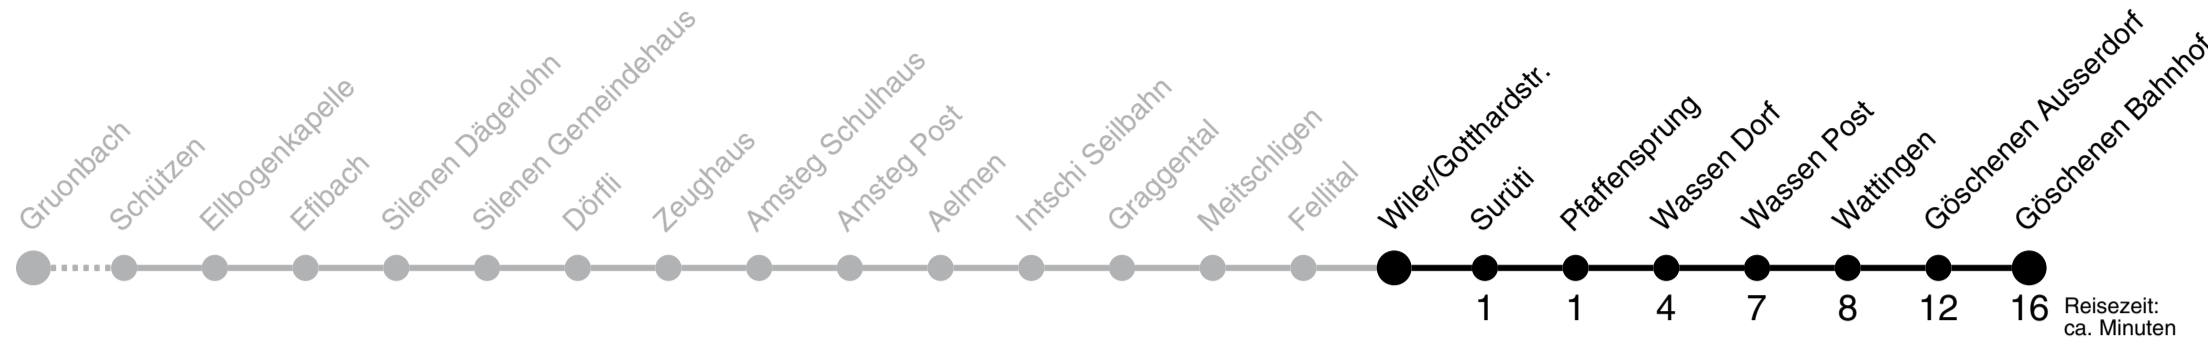 Gruonbach
Schützen
Ellbogenkapelle
Efibach
Silenen Dägerlohn
Silenen Gemeindehaus
Dörfli
Zeughaus
Amsteg Schulhaus
Amsteg Post
Aelmen
Intschi Seilbahn
Graggental
Meitschligen
Fellital
Wiler/Gotthardstr.
Surüti
Pfaffensprung
Wassen Dorf
Wassen Post
Wattingen
Göschenen Ausserdorf
Göschenen Bahnhof
1 1 4 7 8 12 16 Reisezeit:
ca. Minuten